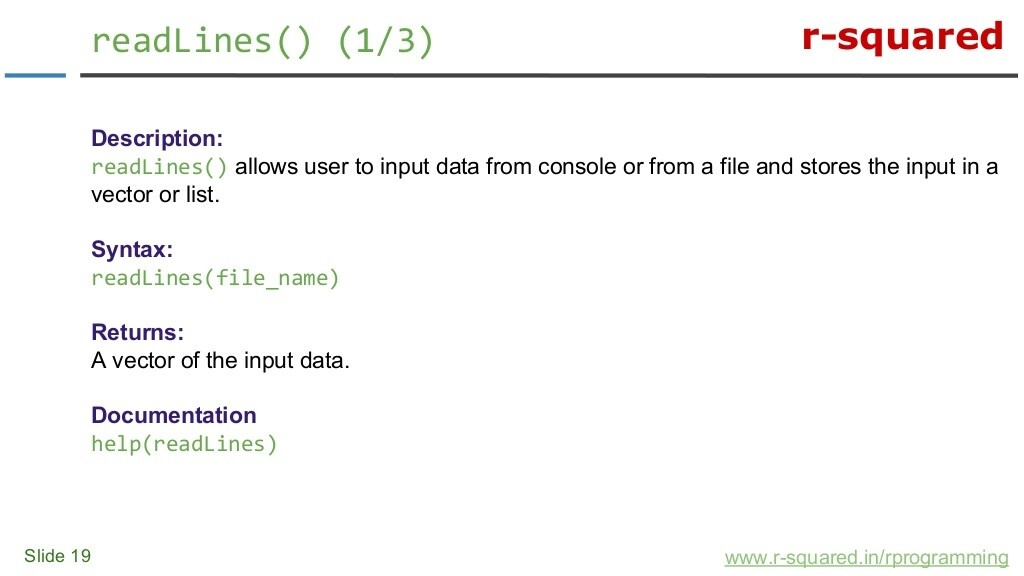 readLines() (1/3)
r-squared
Description:
readLines() allows user to input data from console or from a file and stores the input in a
vector or list.
Syntax:
readLines(file_name)
Returns:
A vector of the input data.
Documentation
help(readLines)
Slide 19
www.r-squared.in/rprogramming